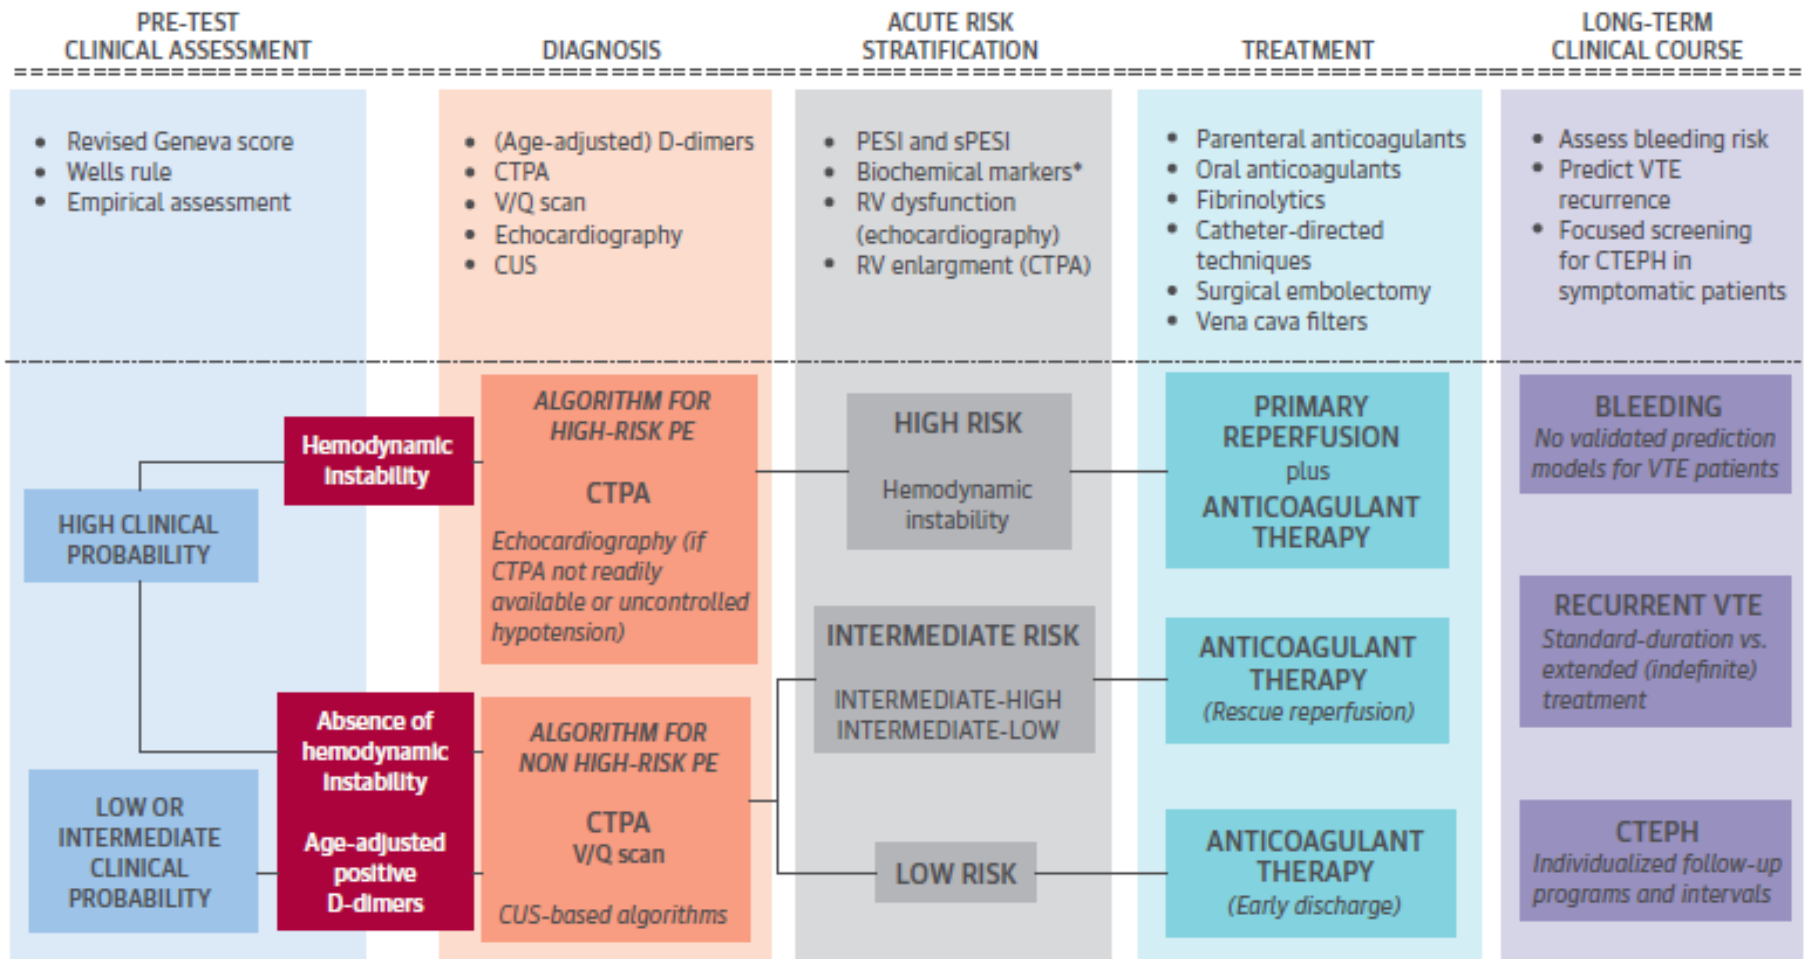 PRE-TEST
CLINICAL ASSESSMENT
DIAGNOSIS
ACUTE RISK
STRATIFICATION
TREATMENT
LONG-TERM
CLINICAL COURSE
• Revised Geneva score
• Wells rule
• Empirical assessment
• (Age-adjusted) D-dimers
• CTPA
• V/Q scan
• Echocardiography
• CUS
• PESI and sPESI
• Biochemical markers*
• RV dysfunction
(echocardiography)
• RV enlargment (CTPA)
• Parenteral anticoagulants
• Oral anticoagulants
• Fibrinolytics
• Catheter-directed
techniques
• Surgical embolectomy
• Vena cava filters
• Assess bleeding risk
• Predict VTE
recurrence
• Focused screening
for CTEPH in
symptomatic patients
HIGH CLINICAL
PROBABILITY
LOW OR
INTERMEDIATE
CLINICAL
PROBABILITY
Hemodynamic
instability
Absence of
hemodynamic
instability
Age-adjusted
positive
D-dimers
ALGORITHM FOR
HIGH-RISK PE
CTPA
Echocardiography (if
CTPA not readily
available or uncontrolled
hypotension)
ALGORITHM FOR
NON HIGH-RISK PE
CTPA
V/Q scan
CUS-based algorithms
HIGH RISK
Hemodynamic
instability
INTERMEDIATE RISK
INTERMEDIATE-HIGH
INTERMEDIATE-LOW
LOW RISK
PRIMARY
REPERFUSION
plus
ANTICOAGULANT
THERAPY
ANTICOAGULANT
THERAPY
(Rescue reperfusion)
ANTICOAGULANT
THERAPY
(Early discharge)
BLEEDING
No validated prediction
models for VTE patients
RECURRENT VTE
Standard-duration vs.
extended (indefinite)
treatment
CTEPH
Individualized follow-up
programs and intervals